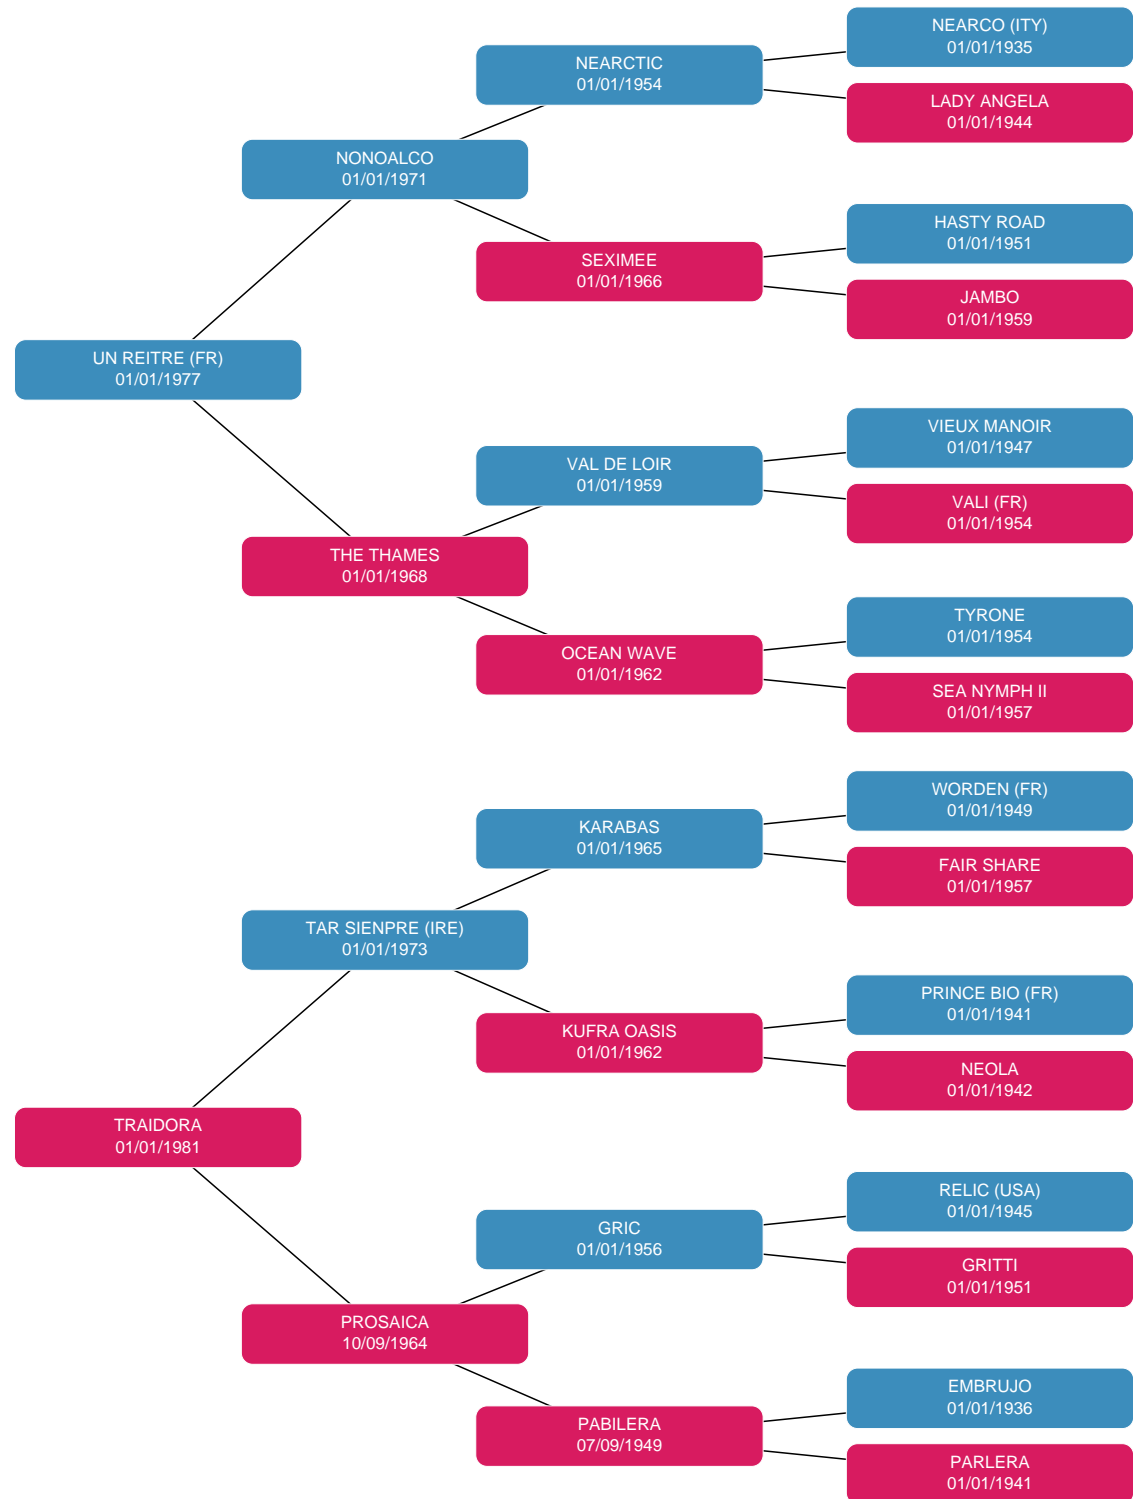 NEARCO (ITY)
01/01/1935
NEARCTIC
01/01/1954
LADY ANGELA
01/01/1944
NONOALCO
01/01/1971
HASTY ROAD
01/01/1951
SEXIMEE
01/01/1966
JAMBO
01/01/1959
UN REITRE (FR)
01/01/1977
VIEUX MANOIR
01/01/1947
VAL DE LOIR
01/01/1959
VALI (FR)
01/01/1954
THE THAMES
01/01/1968
TYRONE
01/01/1954
OCEAN WAVE
01/01/1962
SEA NYMPH II
01/01/1957
WORDEN (FR)
01/01/1949
KARABAS
01/01/1965
FAIR SHARE
01/01/1957
TAR SIENPRE (IRE)
01/01/1973
PRINCE BIO (FR)
01/01/1941
KUFRA OASIS
01/01/1962
NEOLA
01/01/1942
TRAIDORA
01/01/1981
RELIC (USA)
01/01/1945
GRIC
01/01/1956
GRITTI
01/01/1951
PROSAICA
10/09/1964
EMBRUJO
01/01/1936
PABILERA
07/09/1949
PARLERA
01/01/1941